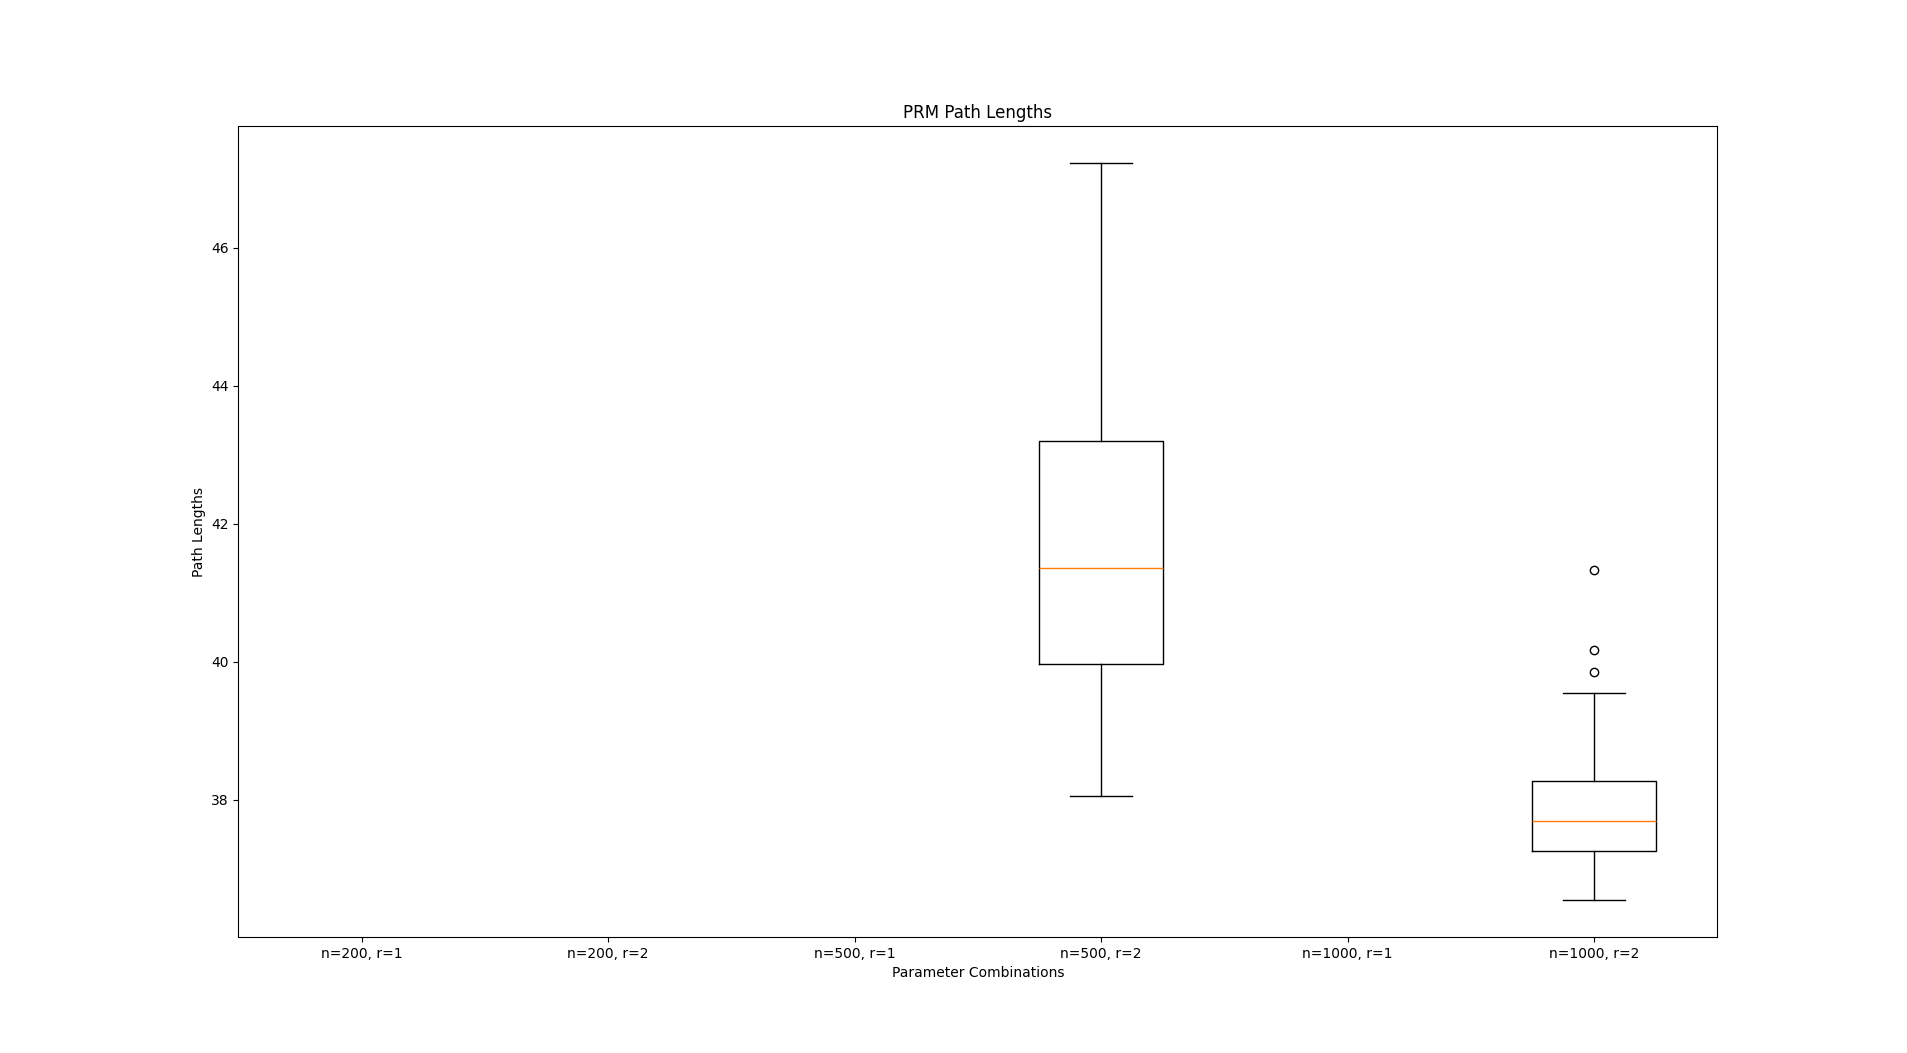 PRM Path Lengths
Path Lengths
46
44
42
40
38
n=200, r=1
n=200, r=2
n=500, r=1
n=500, r=2
n=1000, r=1
n=1000, r=2
Parameter Combinations